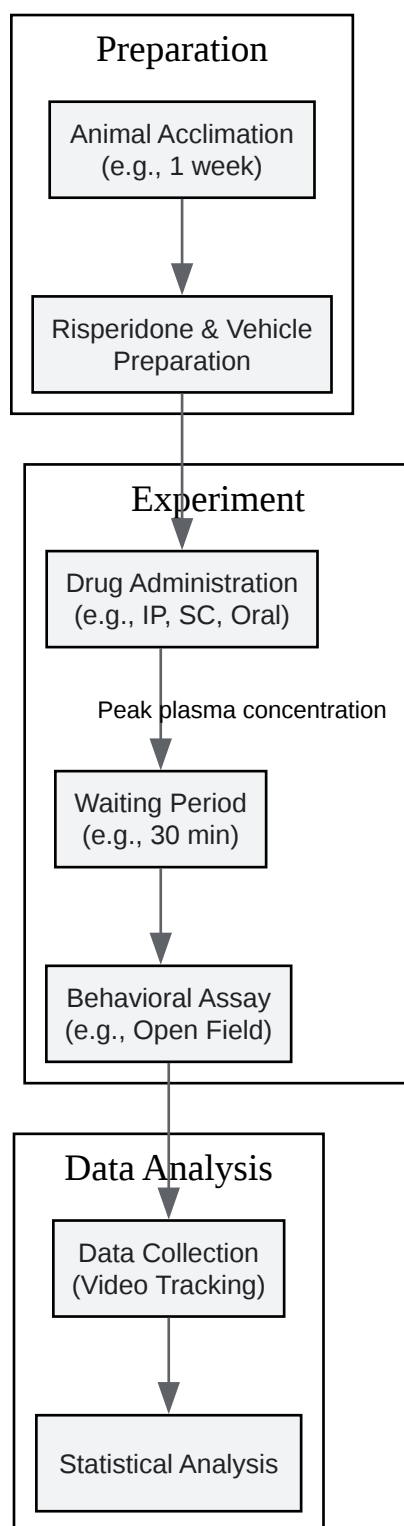 Preparation
Animal Acclimation
(e.g., 1 week)
Risperidone & Vehicle
Preparation
Experiment
Drug Administration
(e.g., IP, SC, Oral)
Peak plasma concentration
Waiting Period
(e.g., 30 min)
Behavioral Assay
(e.g., Open Field)
Data Analysis
Data Collection
(Video Tracking)
Statistical Analysis